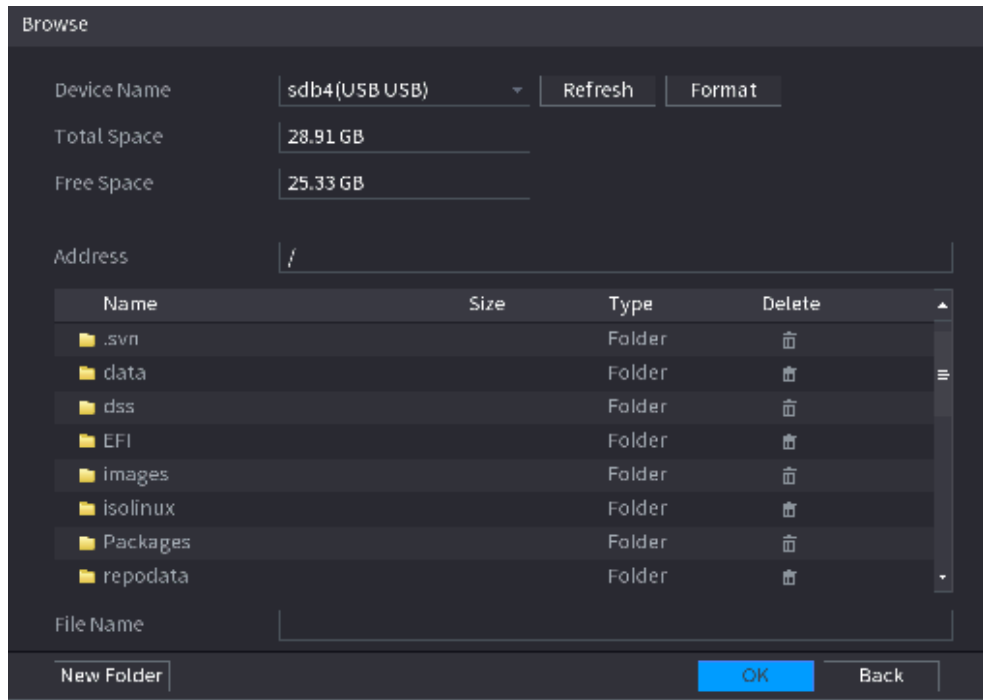 Browse
Device Name sdb4(USB USB) Refresh Format
Total Space 28.91 GB
Free Space 25.33 GB
Address /
Name Size Type Delete
.svn Folder
data Folder
dss Folder
EFI Folder
images Folder
isolinux Folder
Packages Folder
repodata Folder
File Name
New Folder OK Back